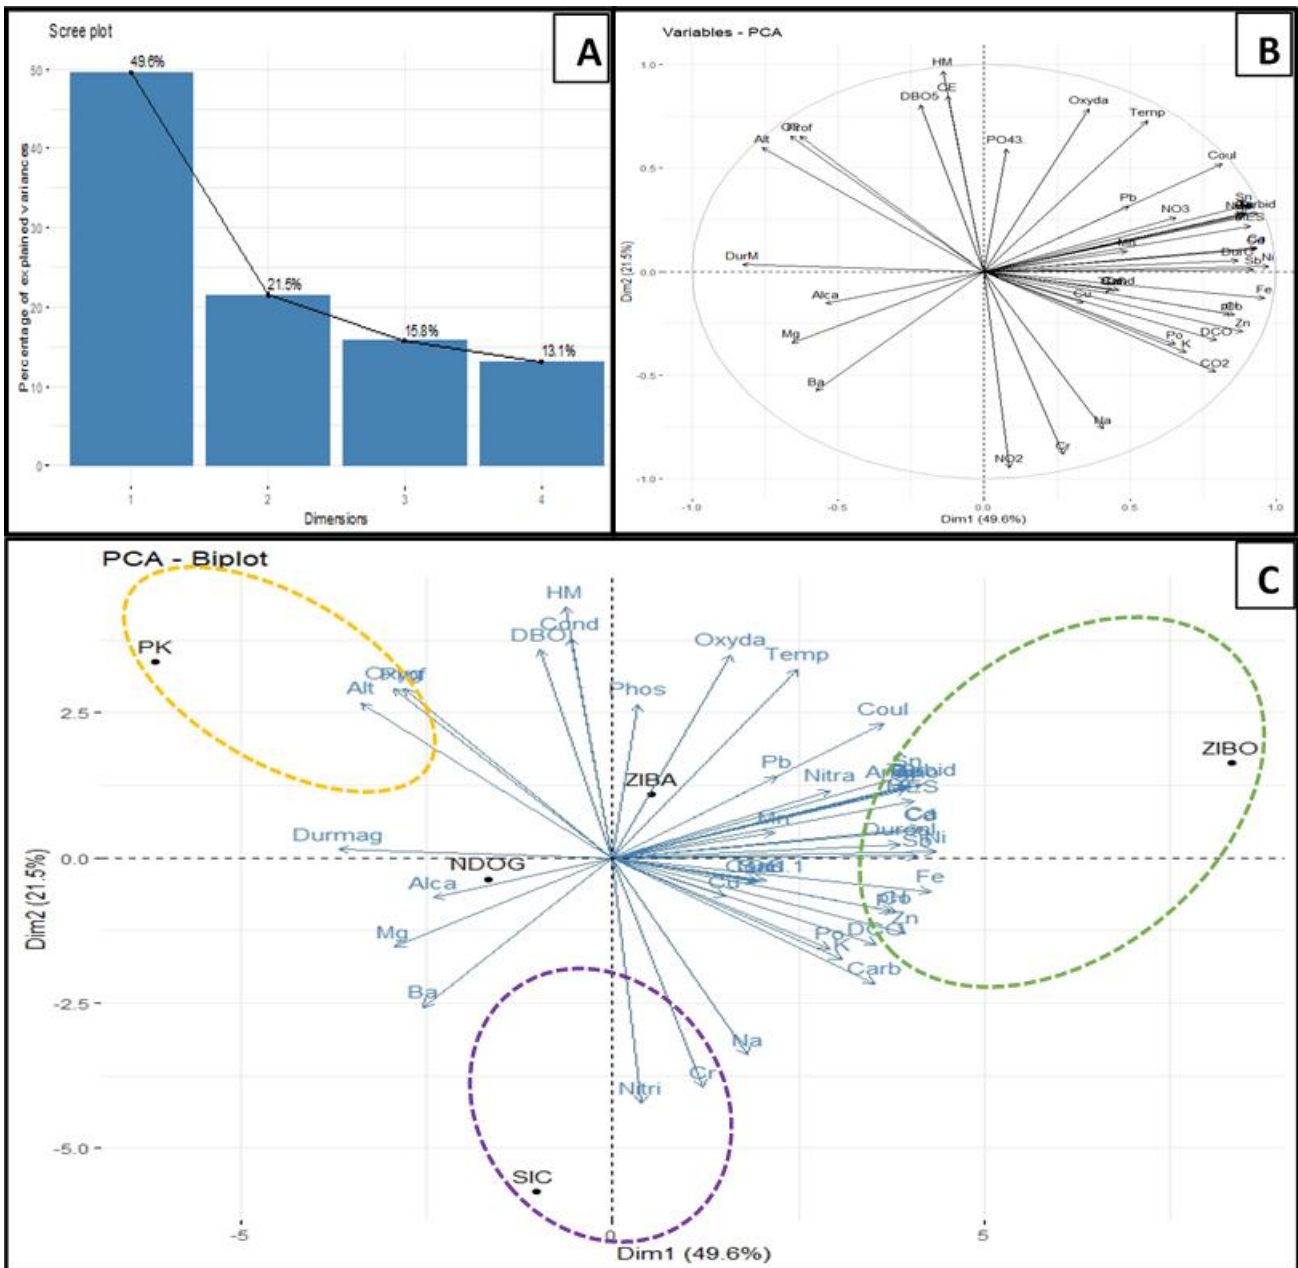 Scree plot
A
49.6%
21.5%
15.8%
13.1%
50
40
30
20
10
0
Percentage of explained variances
1 2 3 4
Dimensions
Variables - PCA
B
HM
CE
DBO5
Oxyda
Temp
Prof
Alt
PO43
Coul
Pb
NO3
Sn
MES
Mn
DurM
Sb
Ni
Alca
Cu
Fe
Zn
Mg
Po
DCO
K
CO2
Ba
Na
Cr
NO2
1.0
0.5
0.0
-0.5
-1.0
Dim2 (21.5%)
-1.0 -0.5 0.0 0.5 1.0
Dim1 (49.6%)
PCA - Biplot
C
HM
Cond
DBO
Oxyda
Temp
PK
Alt
Phos
Coul
ZIBO
Pb
Sn
ZIBA
Nitra
Mn
Durmag
Sb
Ni
NDOG
Alca
Cu
Fe
Zn
Mg
Po
DCO
K
Carb
Ba
Na
Cr
Nitri
SIC
2.5
0.0
-2.5
-5.0
Dim2 (21.5%)
-5 0 5
Dim1 (49.6%)